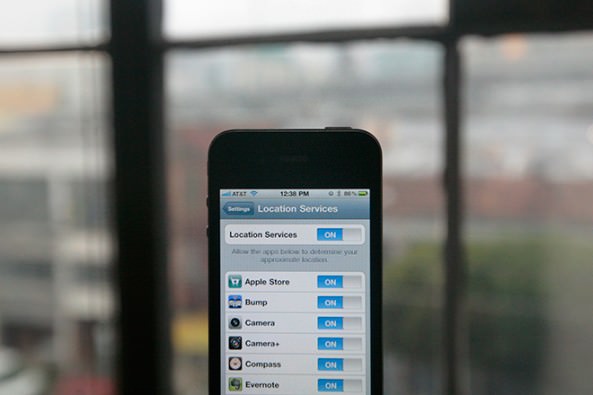 AT&T 12:38 PM 86%
Settings Location Services
Location Services ON
Allow the apps below to determine your
approximate location.
Apple Store ON
Bump ON
Camera ON
Camera+ ON
Compass ON
Evernote ON